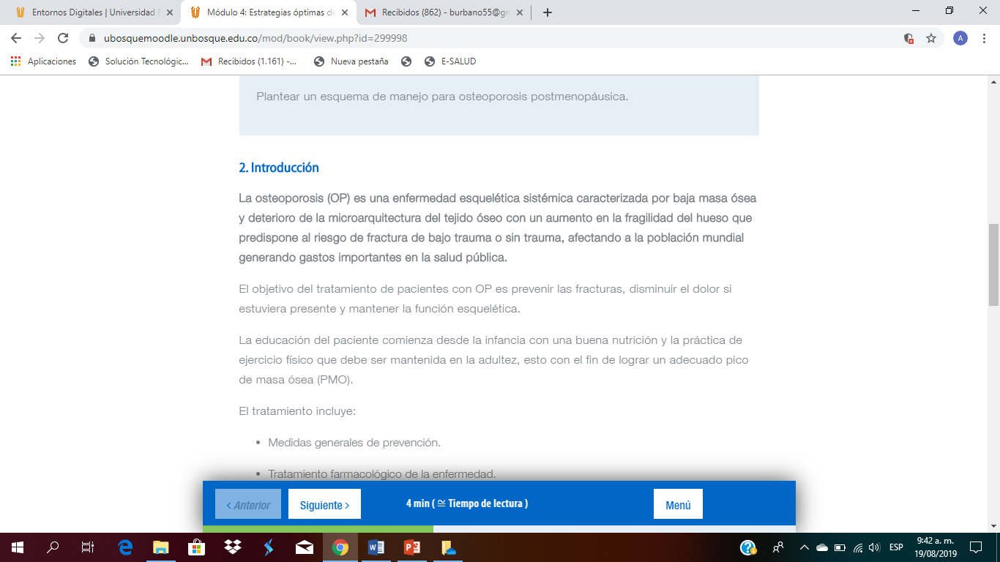 Entornos Digitales | Universidad E
Módulo 4: Estrategias óptimas de
Recibidos (862) - burbano55@gm
ubosquemoodle.unbosque.edu.co/mod/book/view.php?id=299998
A
Aplicaciones
Solución Tecnológic...
Recibidos (1.161) -...
Nueva pestaña
E-SALUD
Plantear un esquema de manejo para osteoporosis postmenopáusica.
2. Introducción
La osteoporosis (OP) es una enfermedad esquelética sistémica caracterizada por baja masa ósea
y deterioro de la microarquitectura del tejido óseo con un aumento en la fragilidad del hueso que
predispone al riesgo de fractura de bajo trauma o sin trauma, afectando a la población mundial
generando gastos importantes en la salud pública.
El objetivo del tratamiento de pacientes con OP es prevenir las fracturas, disminuir el dolor si
estuviera presente y mantener la función esquelética.
La educación del paciente comienza desde la infancia con una buena nutrición y la práctica de
ejercicio físico que debe ser mantenida en la adultez, esto con el fin de lograr un adecuado pico
de masa ósea (PMO).
El tratamiento incluye:
• Medidas generales de prevención.
• Tratamiento farmacológico de la enfermedad.
< Anterior
Siguiente >
4 min ( ≅ Tiempo de lectura )
Menú
ESP
9:42 a. m.
19/08/2019